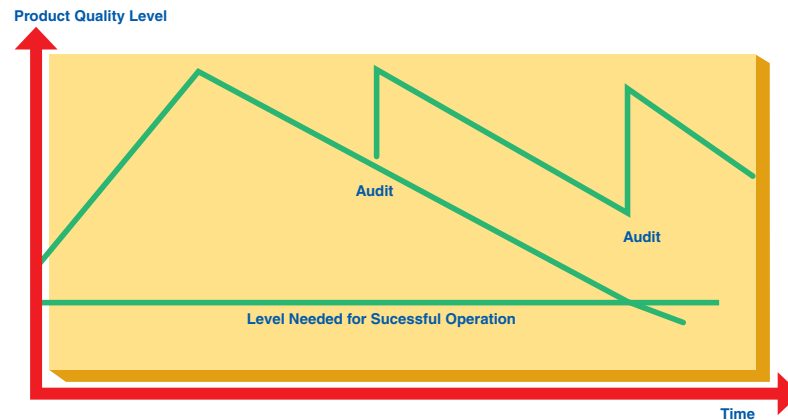 Product Quality Level
Audit
Audit
Level Needed for Sucessful Operation
Time